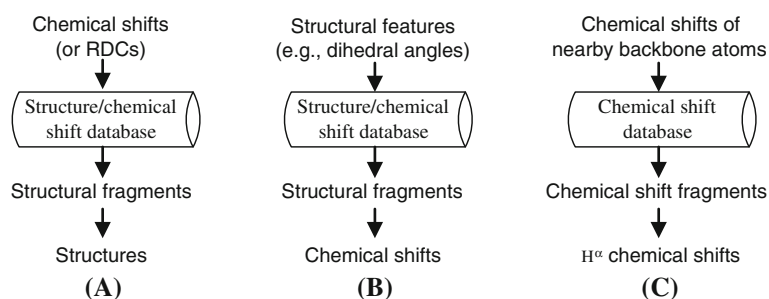 Chemical shifts
(or RDCs)
Structure/chemical
shift database
Structural fragments
Structures
(A)
Structural features
(e.g., dihedral angles)
Structure/chemical
shift database
Structural fragments
Chemical shifts
(B)
Chemical shifts of
nearby backbone atoms
Chemical shift
database
Chemical shift fragments
Hα chemical shifts
(C)